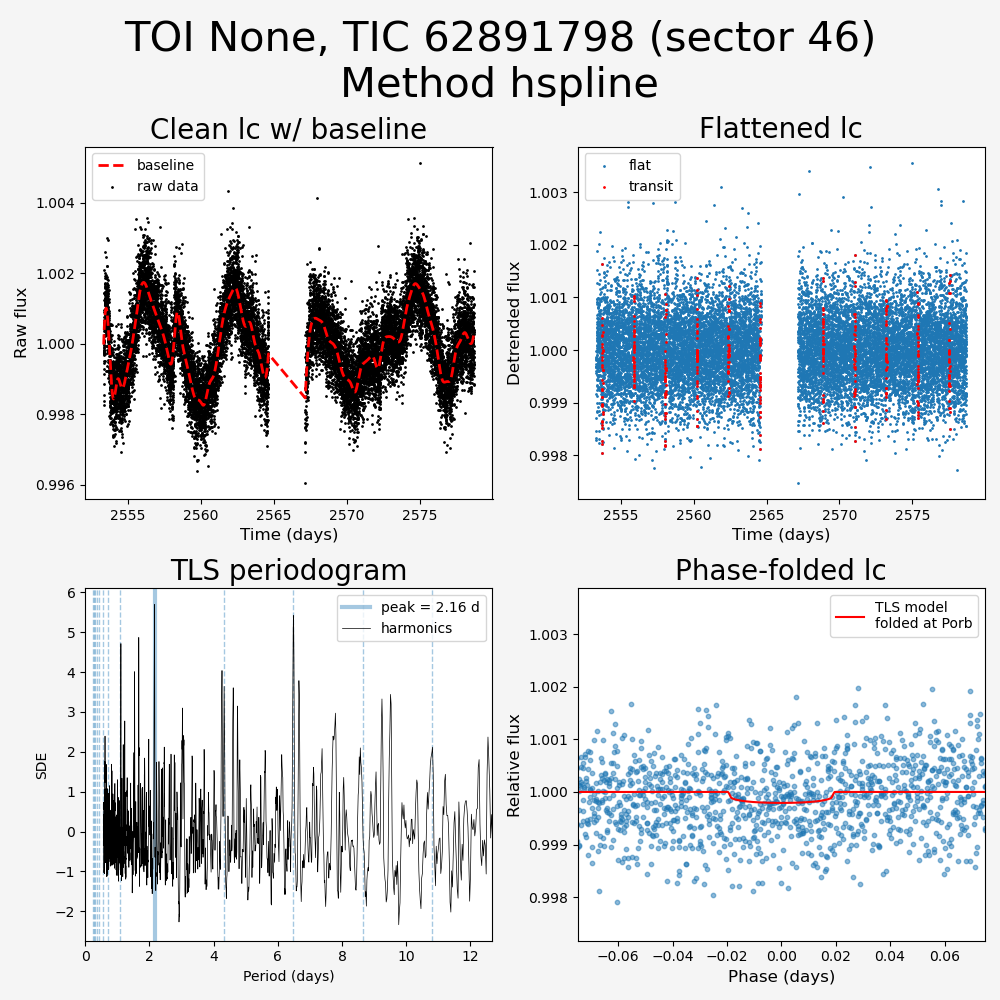 TOI None, TIC 62891798 (sector 46)
Method hspline
Clean lc w/ baseline
baseline
raw data
1.004
1.002
1.000
0.998
0.996
Raw flux
2555
2560
2565
2570
2575
Time (days)
Flattened lc
flat
transit
1.003
1.002
1.001
1.000
0.999
0.998
Detrended flux
2555
2560
2565
2570
2575
Time (days)
TLS periodogram
peak = 2.16 d
harmonics
6
5
4
3
2
1
0
−1
−2
SDE
0
2
4
6
8
10
12
Period (days)
Phase-folded lc
TLS model
folded at Porb
1.003
1.002
1.001
1.000
0.999
0.998
Relative flux
−0.06
−0.04
−0.02
0.00
0.02
0.04
0.06
Phase (days)